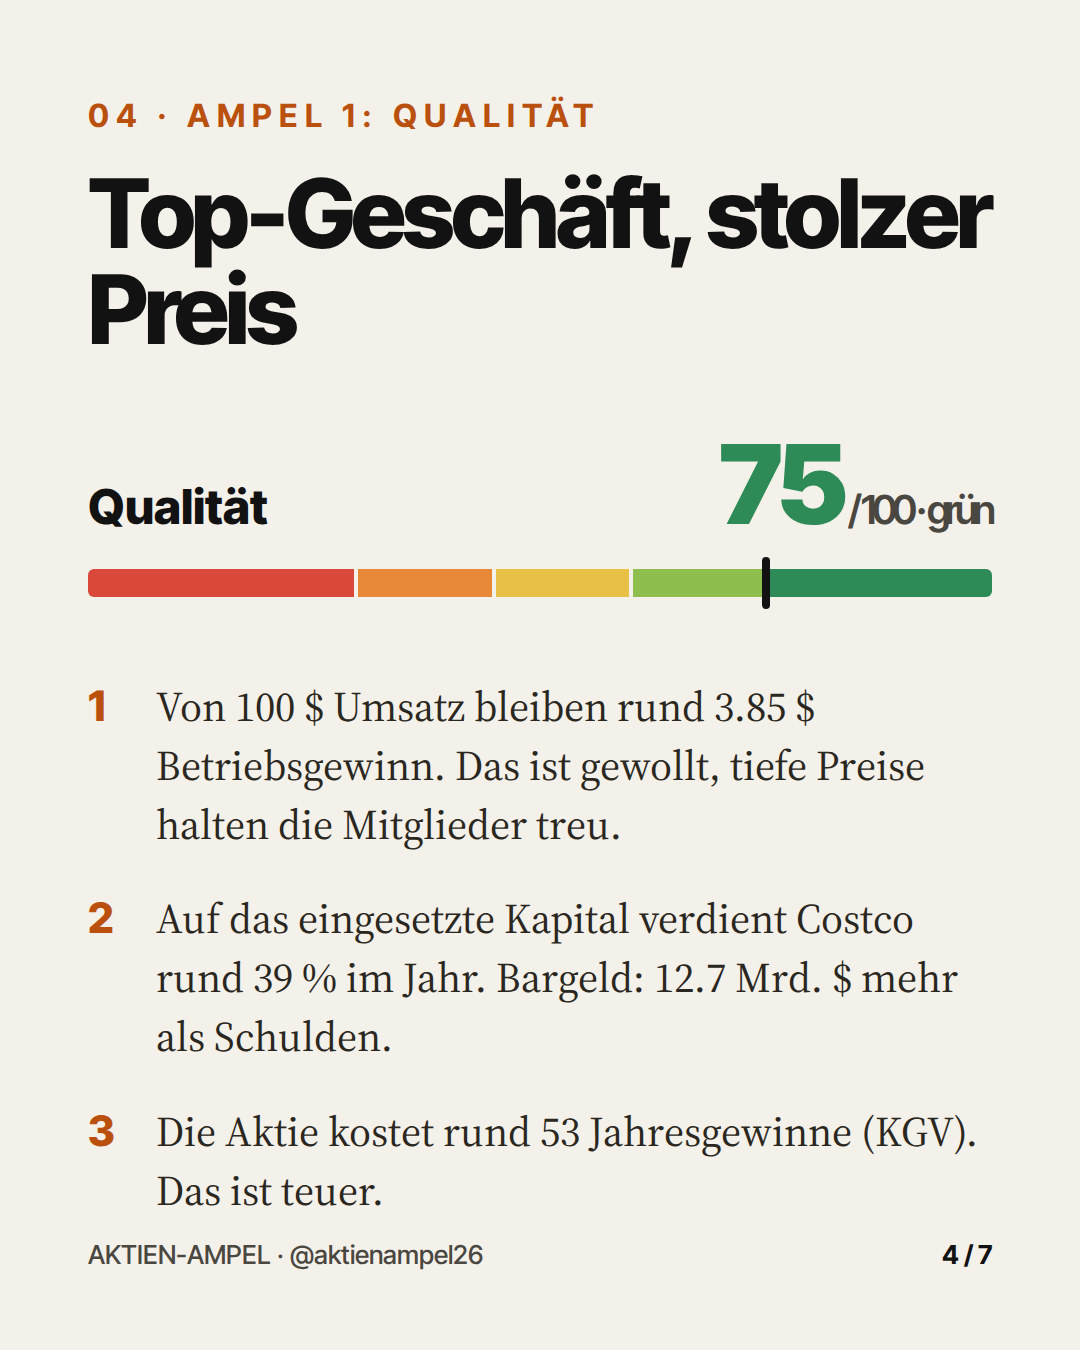 04 · AMPEL 1: QUALITÄT
Top-Geschäft, stolzer
Preis
Qualität
75/100·grün
1 Von 100 $ Umsatz bleiben rund 3.85 $
Betriebsgewinn. Das ist gewollt, tiefe Preise
halten die Mitglieder treu.
2 Auf das eingesetzte Kapital verdient Costco
rund 39 % im Jahr. Bargeld: 12.7 Mrd. $ mehr
als Schulden.
3 Die Aktie kostet rund 53 Jahresgewinne (KGV).
Das ist teuer.
AKTIEN-AMPEL · @aktienampel26
4/7